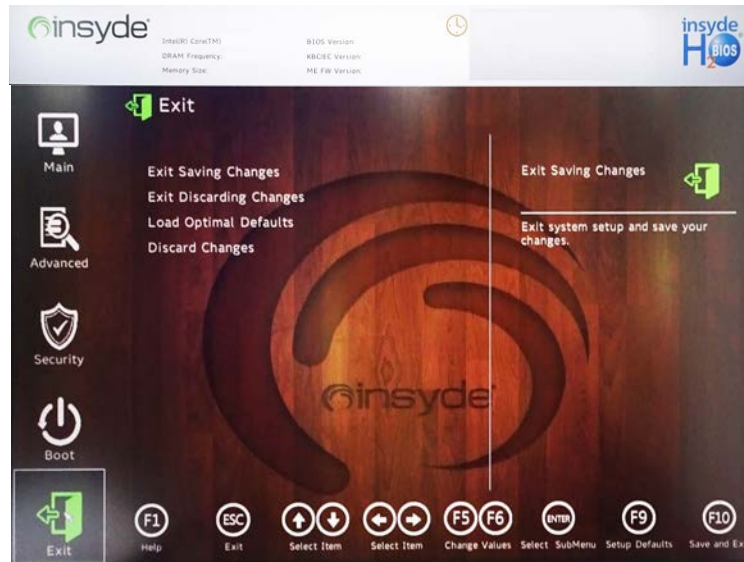 insyde
Intel(R) Core(TM)
BIOS Version
DRAM Frequency:
KBC/EC Version:
Memory Size:
ME FW Version:
insyde
H2BIOS
Exit
Main
Exit Saving Changes
Exit Discarding Changes
Load Optimal Defaults
Discard Changes
Exit Saving Changes
Exit system setup and save your
changes.
Advanced
Security
insyde
Boot
Exit
F1
Help
ESC
Exit
Select Item
Select Item
F5 F6
Change Values
ENTER
Select SubMenu
F9
Setup Defaults
F10
Save and Ex